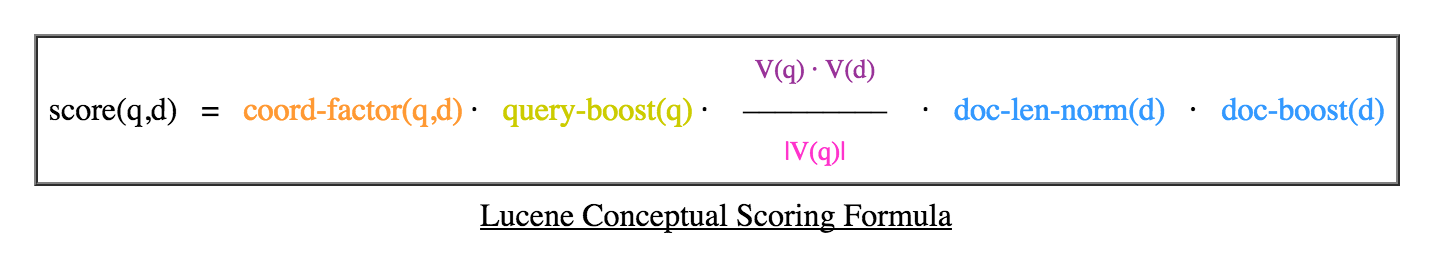 V(q) · V(d)
score(q,d) = coord-factor(q,d) · query-boost(q) · ————— · doc-len-norm(d) · doc-boost(d)
|V(q)|
Lucene Conceptual Scoring Formula